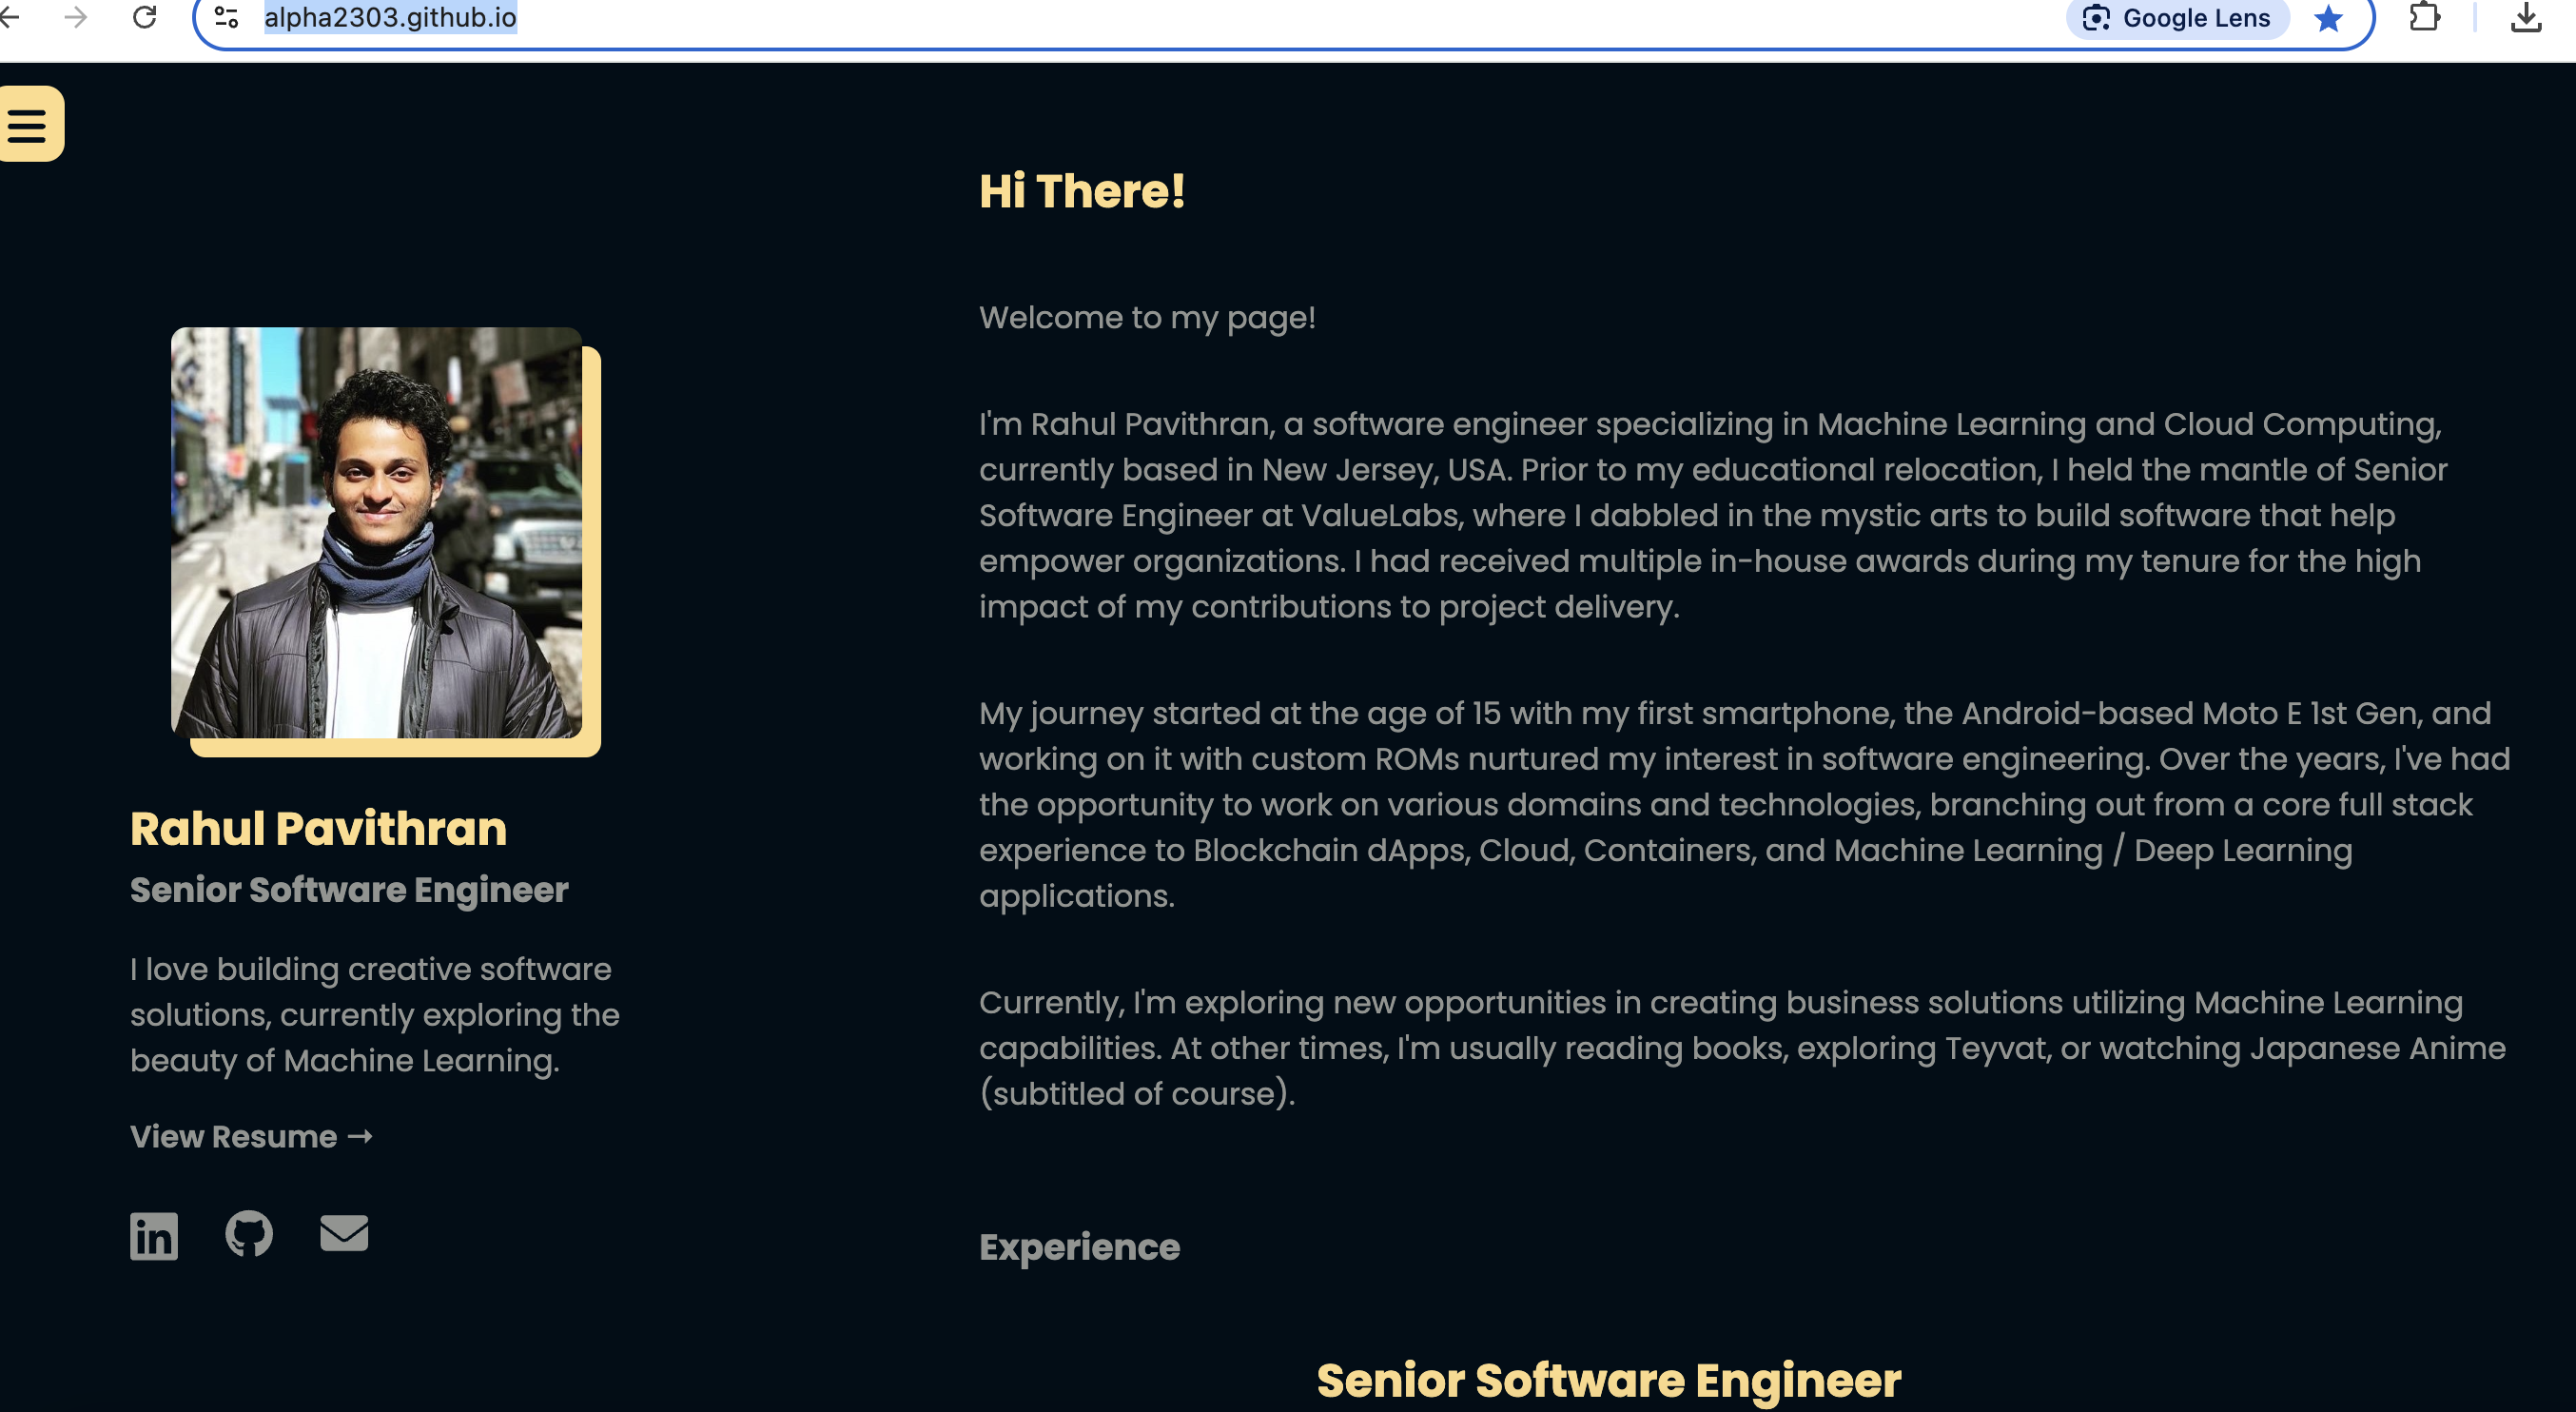 alpha2303.github.io
Google Lens
Hi There!
Welcome to my page!
I'm Rahul Pavithran, a software engineer specializing in Machine Learning and Cloud Computing,
currently based in New Jersey, USA. Prior to my educational relocation, I held the mantle of Senior
Software Engineer at ValueLabs, where I dabbled in the mystic arts to build software that help
empower organizations. I had received multiple in-house awards during my tenure for the high
impact of my contributions to project delivery.
My journey started at the age of 15 with my first smartphone, the Android-based Moto E 1st Gen, and
working on it with custom ROMs nurtured my interest in software engineering. Over the years, I've had
the opportunity to work on various domains and technologies, branching out from a core full stack
experience to Blockchain dApps, Cloud, Containers, and Machine Learning / Deep Learning
applications.
Currently, I'm exploring new opportunities in creating business solutions utilizing Machine Learning
capabilities. At other times, I'm usually reading books, exploring Teyvat, or watching Japanese Anime
(subtitled of course).
Rahul Pavithran
Senior Software Engineer
I love building creative software
solutions, currently exploring the
beauty of Machine Learning.
View Resume →
in
Experience
Senior Software Engineer